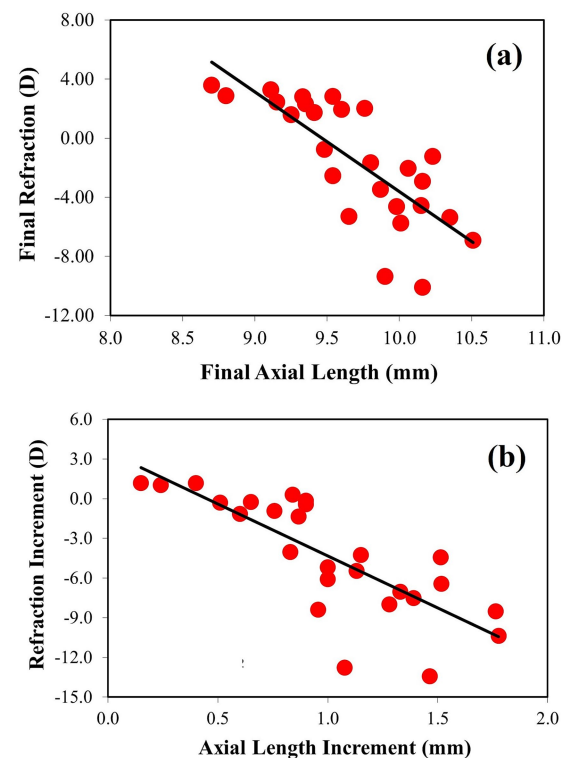 8.00
(a)
4.00
0.00
-4.00
-8.00
-12.00
Final Refraction (D)
8.0 8.5 9.0 9.5 10.0 10.5 11.0
Final Axial Length (mm)
6.0
(b)
3.0
0.0
-3.0
-6.0
-9.0
-12.0
-15.0
Refraction Increment (D)
0.0 0.5 1.0 1.5 2.0
Axial Length Increment (mm)